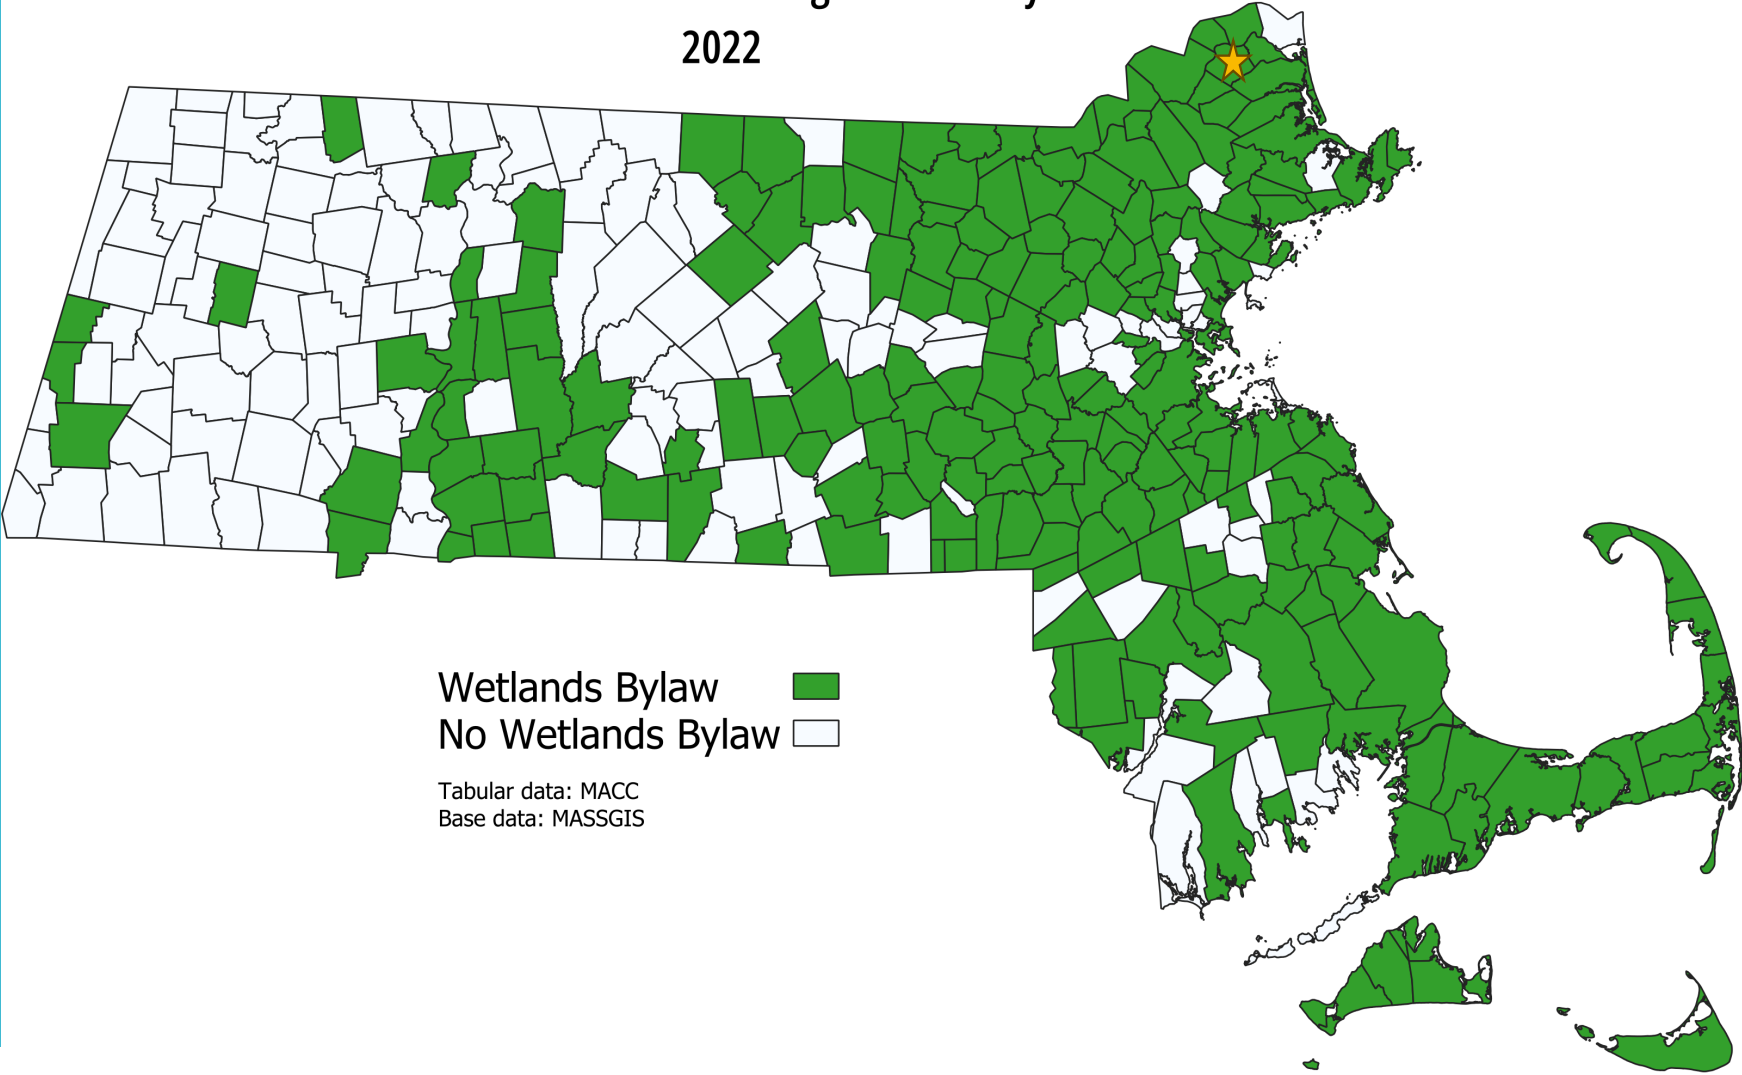 2022
Wetlands Bylaw
No Wetlands Bylaw
Tabular data: MACC
Base data: MASSGIS